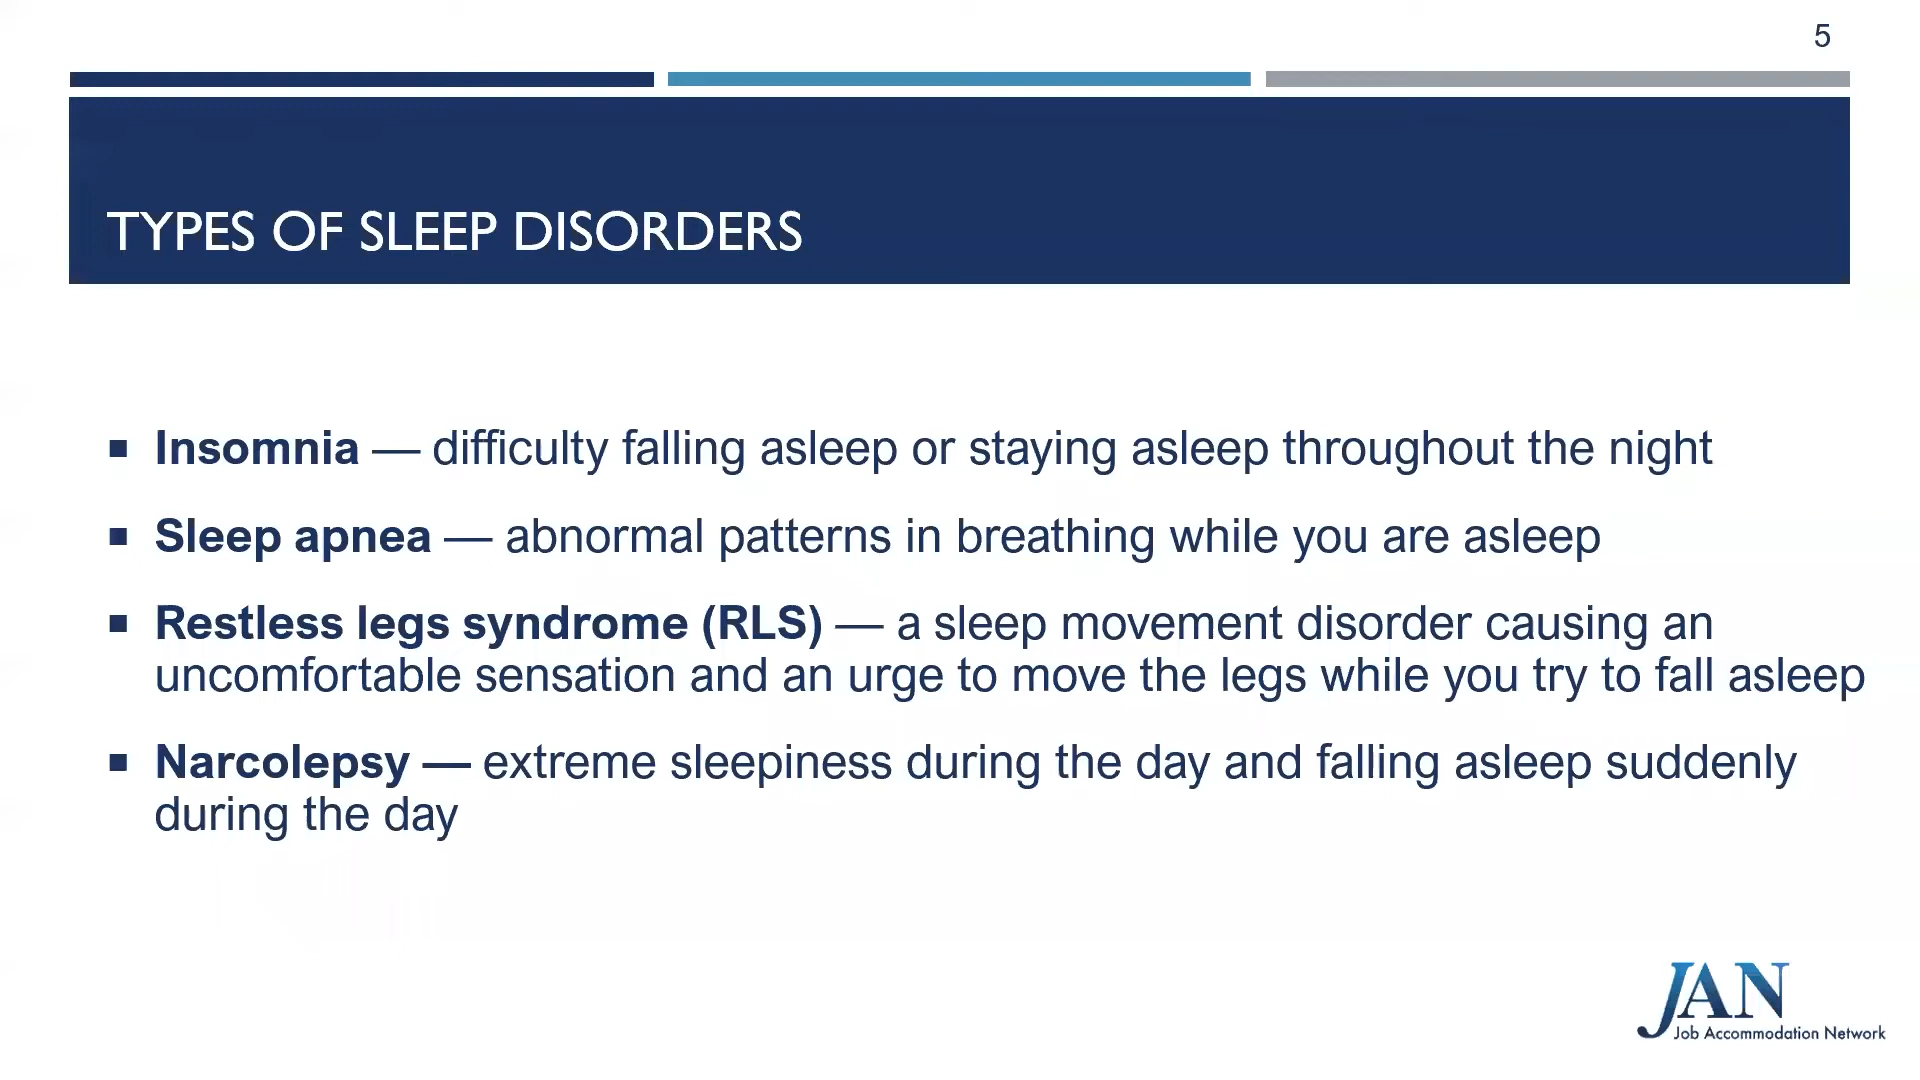 5
TYPES OF SLEEP DISORDERS
▪ Insomnia — difficulty falling asleep or staying asleep throughout the night
▪ Sleep apnea — abnormal patterns in breathing while you are asleep
▪ Restless legs syndrome (RLS) — a sleep movement disorder causing an
uncomfortable sensation and an urge to move the legs while you try to fall asleep
▪ Narcolepsy — extreme sleepiness during the day and falling asleep suddenly
during the day
JAN
Job Accommodation Network